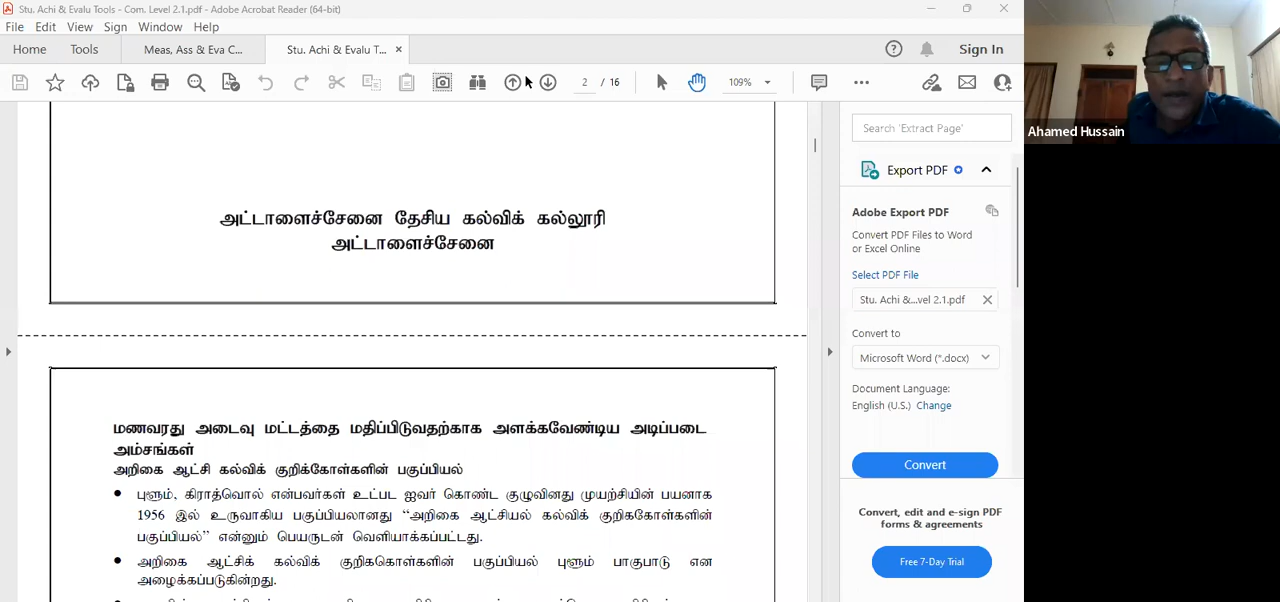 Stu. Achi & Evalu Tools - Com. Level 2.1.pdf - Adobe Acrobat Reader (64-bit)
File Edit View Sign Window Help
Home Tools Meas, Ass & Eva C... Stu. Achi & Evalu T... × Sign In
2 / 16 109%
Ahamed Hussain
Search 'Extract Page'
Export PDF
Adobe Export PDF
Convert PDF Files to Word
or Excel Online
Select PDF File
Stu. Achi &...vel 2.1.pdf
Convert to
Microsoft Word (*.docx)
Document Language:
English (U.S.) Change
Convert
Convert, edit and e-sign PDF
forms & agreements
Free 7-Day Trial
அட்டாளைச்சேனை தேசிய கல்விக் கல்லூரி
அட்டாளைச்சேனை
மணவரது அடைவு மட்டத்தை மதிப்பிடுவதற்காக அளக்கவேண்டிய அடிப்படை
அம்சங்கள்
அறிகை ஆட்சி கல்விக் குறிக்கோள்களின் பகுப்பியல்
• புளூம், கிராத்வொல் என்பவர்கள் உட்பட ஐவர் கொண்ட குழுவினது முயற்சியின் பயனாக
1956 இல் உருவாகிய பகுப்பியலானது “அறிகை ஆட்சியல் கல்விக் குறிககோள்களின்
பகுப்பியல்” என்னும் பெயருடன் வெளியாக்கப்பட்டது.
• அறிகை ஆட்சிக் கல்விக் குறிககொள்களின் பகுப்பியல் புளூம் பாகுபாடு என
அழைக்கப்படுகின்றது.